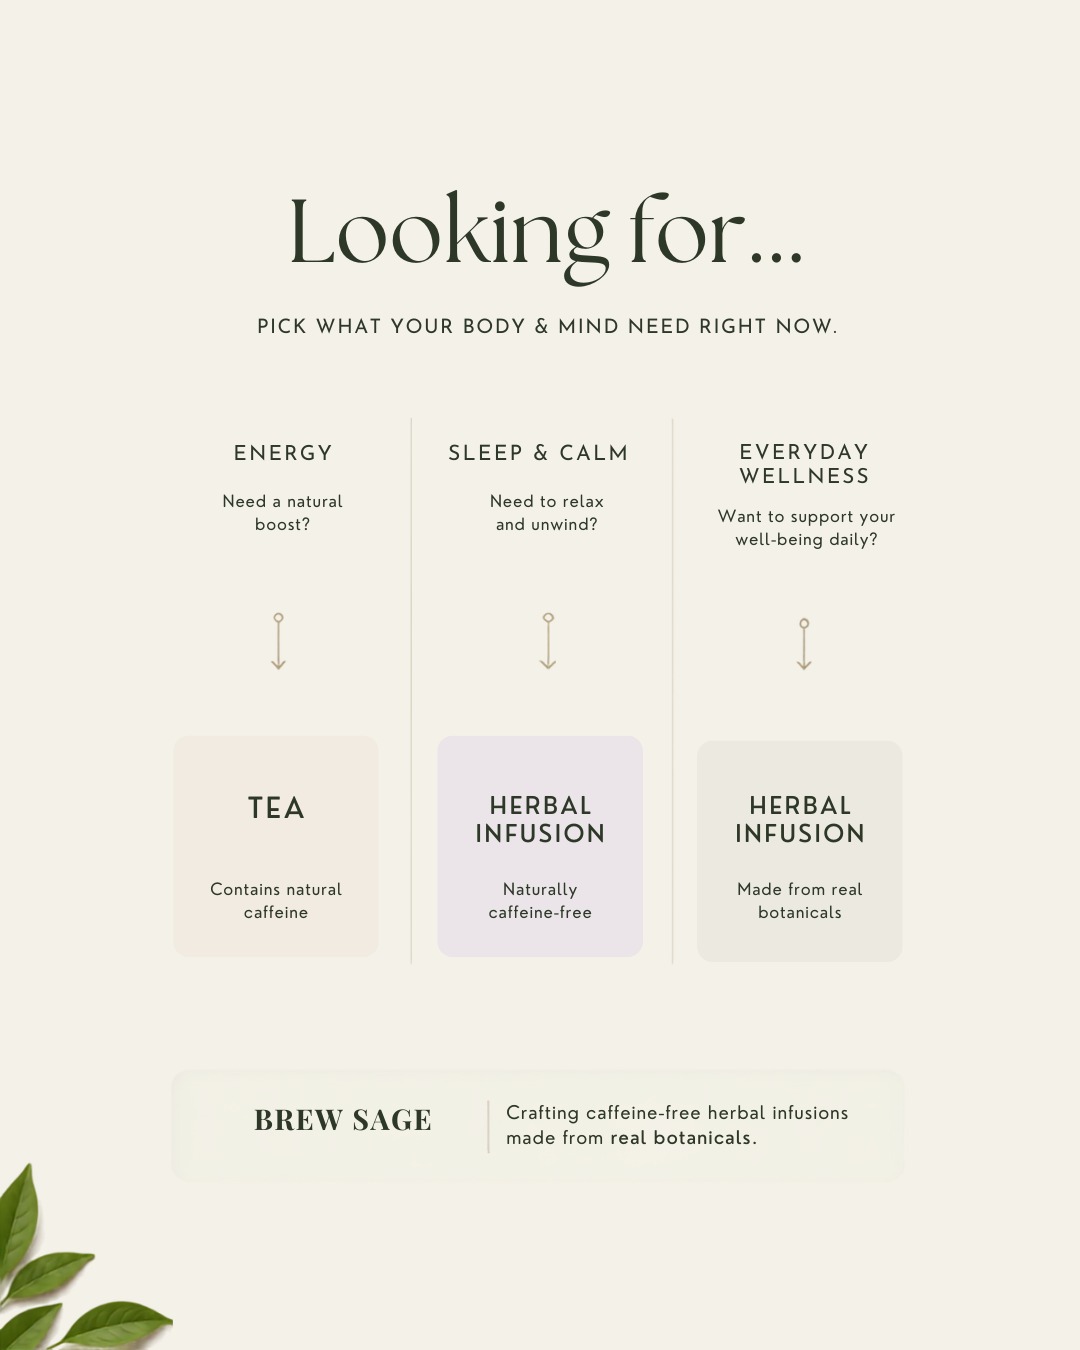 Looking for...
PICK WHAT YOUR BODY & MIND NEED RIGHT NOW.
ENERGY
Need a natural
boost?
TEA
Contains natural
caffeine
SLEEP & CALM
Need to relax
and unwind?
HERBAL
INFUSION
Naturally
caffeine-free
EVERYDAY
WELLNESS
Want to support your
well-being daily?
HERBAL
INFUSION
Made from real
botanicals
BREW SAGE
Crafting caffeine-free herbal infusions
made from real botanicals.